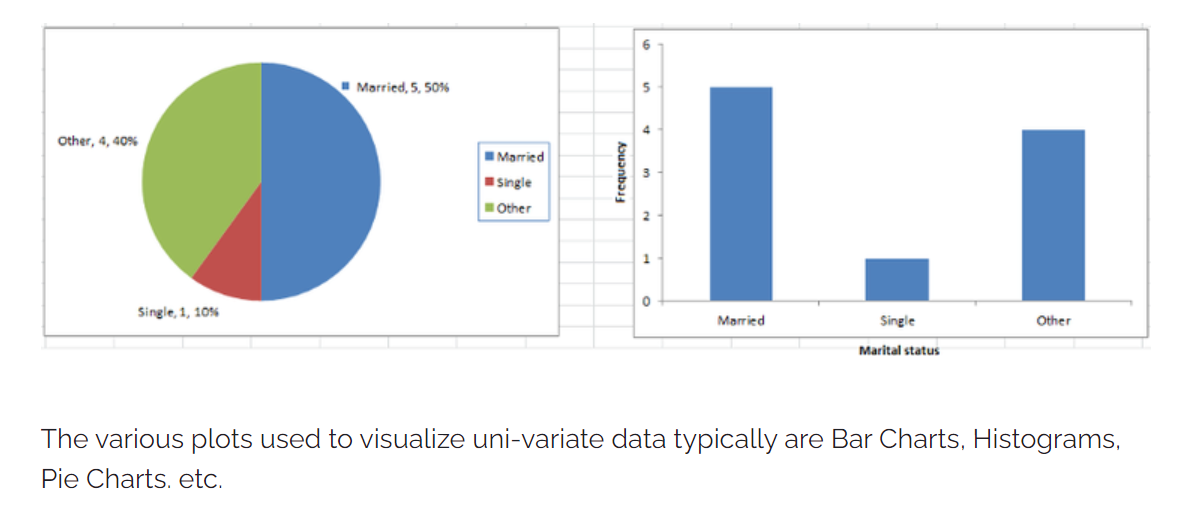 Married, 5, 50%
Other, 4, 40%
Single, 1, 10%
Married
Single
Other
6
5
4
3
2
1
0
Frequency
Married
Single
Other
Marital status
The various plots used to visualize uni-variate data typically are Bar Charts, Histograms,
Pie Charts. etc.